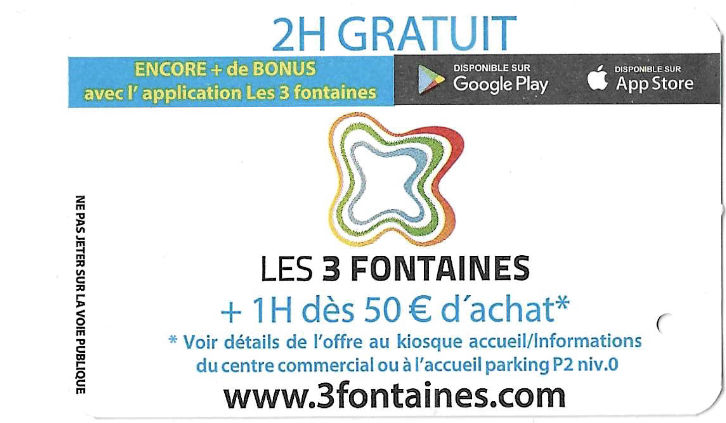 2H GRATUIT
ENCORE + de BONUS
avec l' application Les 3 fontaines
DISPONIBLE SUR
Google Play
DISPONIBLE SUR
App Store
NE PAS JETER SUR LA VOIE PUBLIQUE
LES 3 FONTAINES
+ 1H dès 50 € d´achat*
* Voir détails de l'offre au kiosque accueil/Informations
du centre commercial ou à l'accueil parking P2 niv.0
www.3fontaines.com